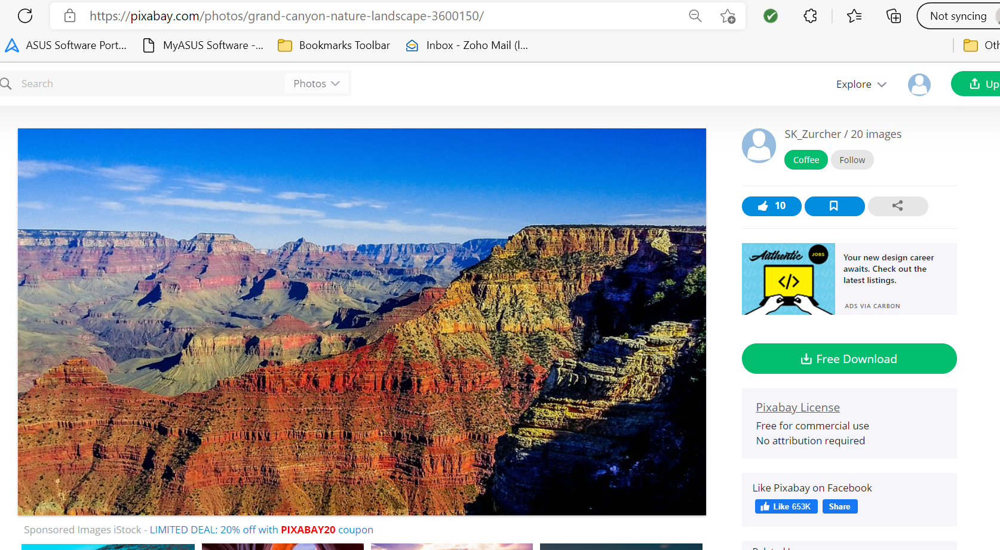 https://pixabay.com/photos/grand-canyon-nature-landscape-3600150/
Not syncing
ASUS Software Port...
MyASUS Software -...
Bookmarks Toolbar
Inbox - Zoho Mail (l...
Search
Photos
Explore
SK_Zurcher / 20 images
Coffee
Follow
10
Authentic
JOBS
</>
Your new design career
awaits. Check out the
latest listings.
ADS VIA CARBON
Free Download
Pixabay License
Free for commercial use
No attribution required
Like Pixabay on Facebook
Like 653K
Share
Sponsored Images iStock - LIMITED DEAL: 20% off with PIXABAY20 coupon